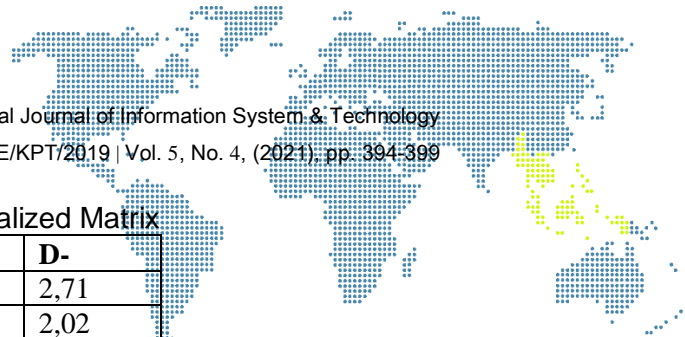 al Journal of Information System & Technology
E/KPT/2019 | Vol. 5, No. 4, (2021), pp. 394-399
alized Matrix
D-
2,71
2,02